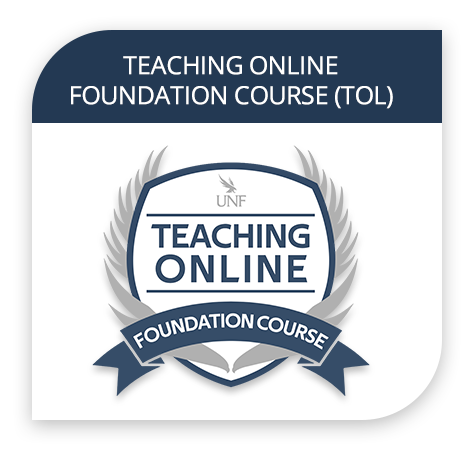 TEACHING ONLINE
FOUNDATION COURSE (TOL)
UNF
TEACHING
ONLINE
FOUNDATION COURSE